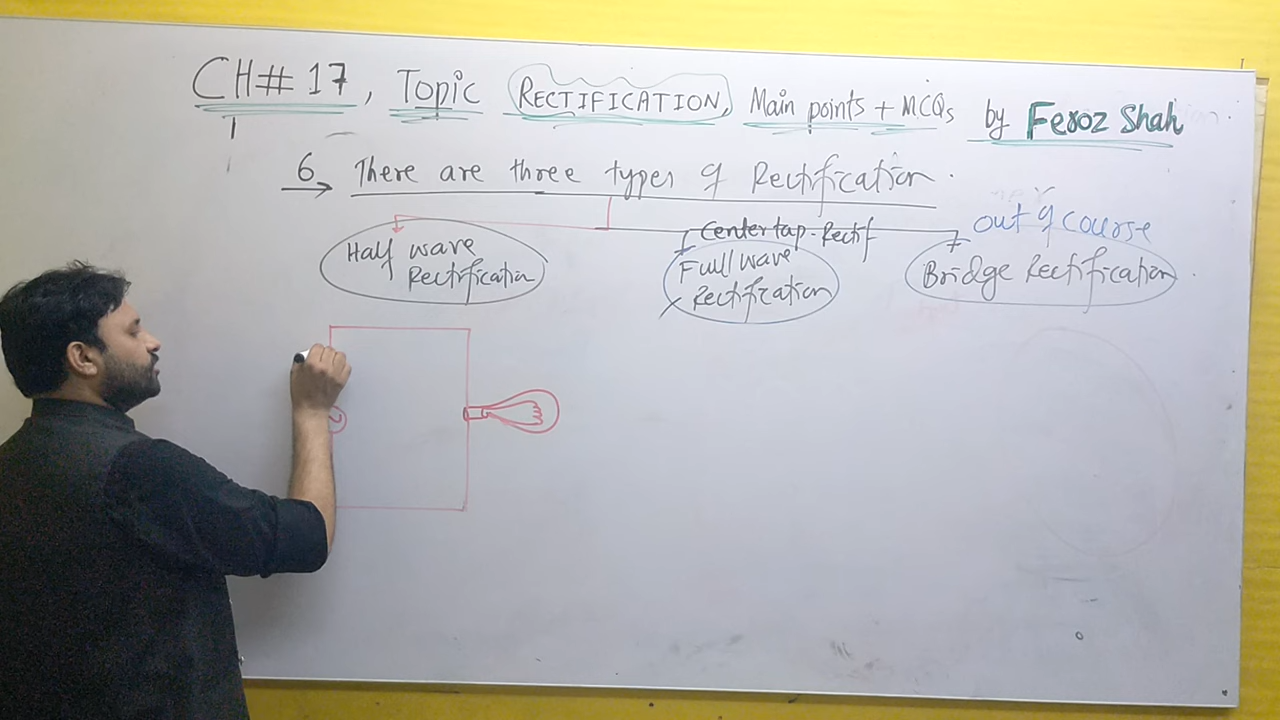 CH# 17, Topic RECTIFICATION, Main points + MCQs by Feroz Shah
6 There are three types of Rectification.
Half wave Rectification
Center tap. Rectif
Full wave Rectification
out of course
Bridge Rectification